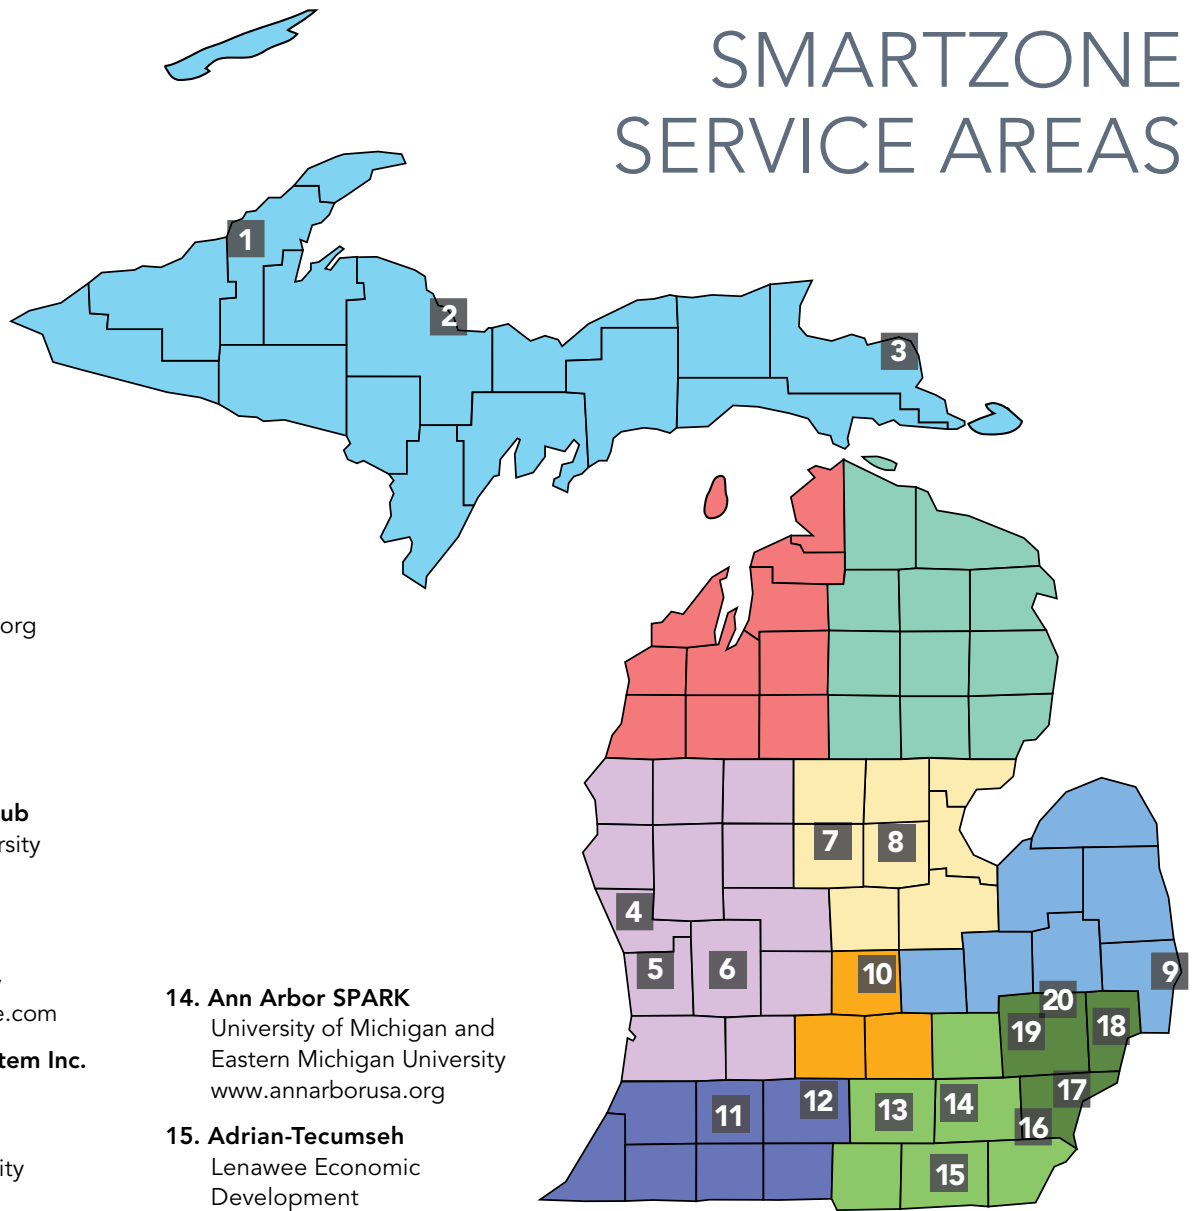 SMARTZONE
SERVICE AREAS
1
2
3
org
ub
rsity
7
8
4
5
6
10
9
e.com
14. Ann Arbor SPARK
University of Michigan and
Eastern Michigan University
www.annarborusa.org
tem Inc.
20
19
18
17
11
12
13
14
16
15. Adrian-Tecumseh
Lenawee Economic
Development
ity
15